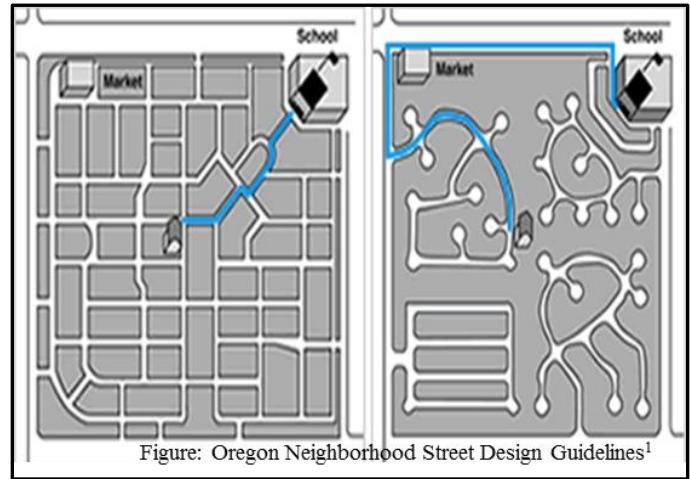 School
Market
School
Market
Figure: Oregon Neighborhood Street Design Guidelines¹